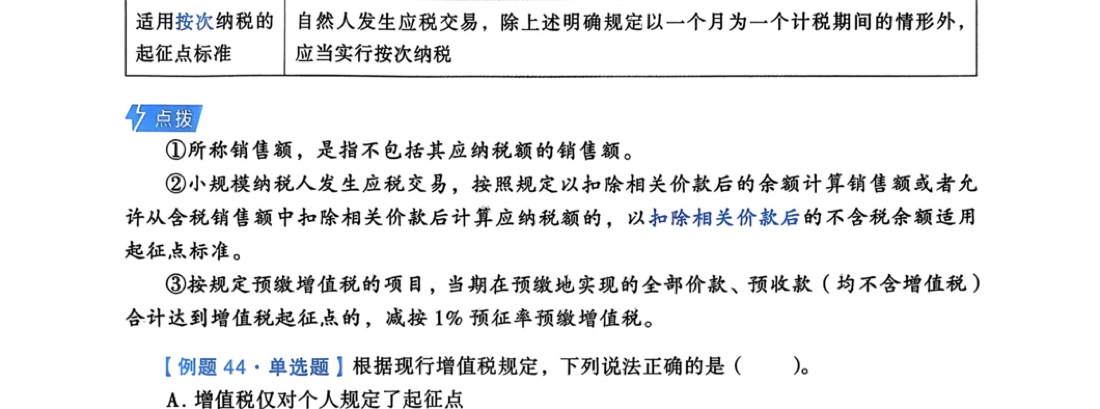 适用按次纳税的
起征点标准
自然人发生应税交易，除上述明确规定以一个月为一个计税期间的情形外，
应当实行按次纳税
点拨
①所称销售额，是指不包括其应纳税额的销售额。
②小规模纳税人发生应税交易，按照规定以扣除相关价款后的余额计算销售额或者允
许从含税销售额中扣除相关价款后计算应纳税额的，以扣除相关价款后的不含税余额适用
起征点标准。
③按规定预缴增值税的项目，当期在预缴地实现的全部价款、预收款（均不含增值税）
合计达到增值税起征点的，减按 1% 预征率预缴增值税。
【例题 44·单选题】根据现行增值税规定，下列说法正确的是（　　）。
A. 增值税仅对个人规定了起征点